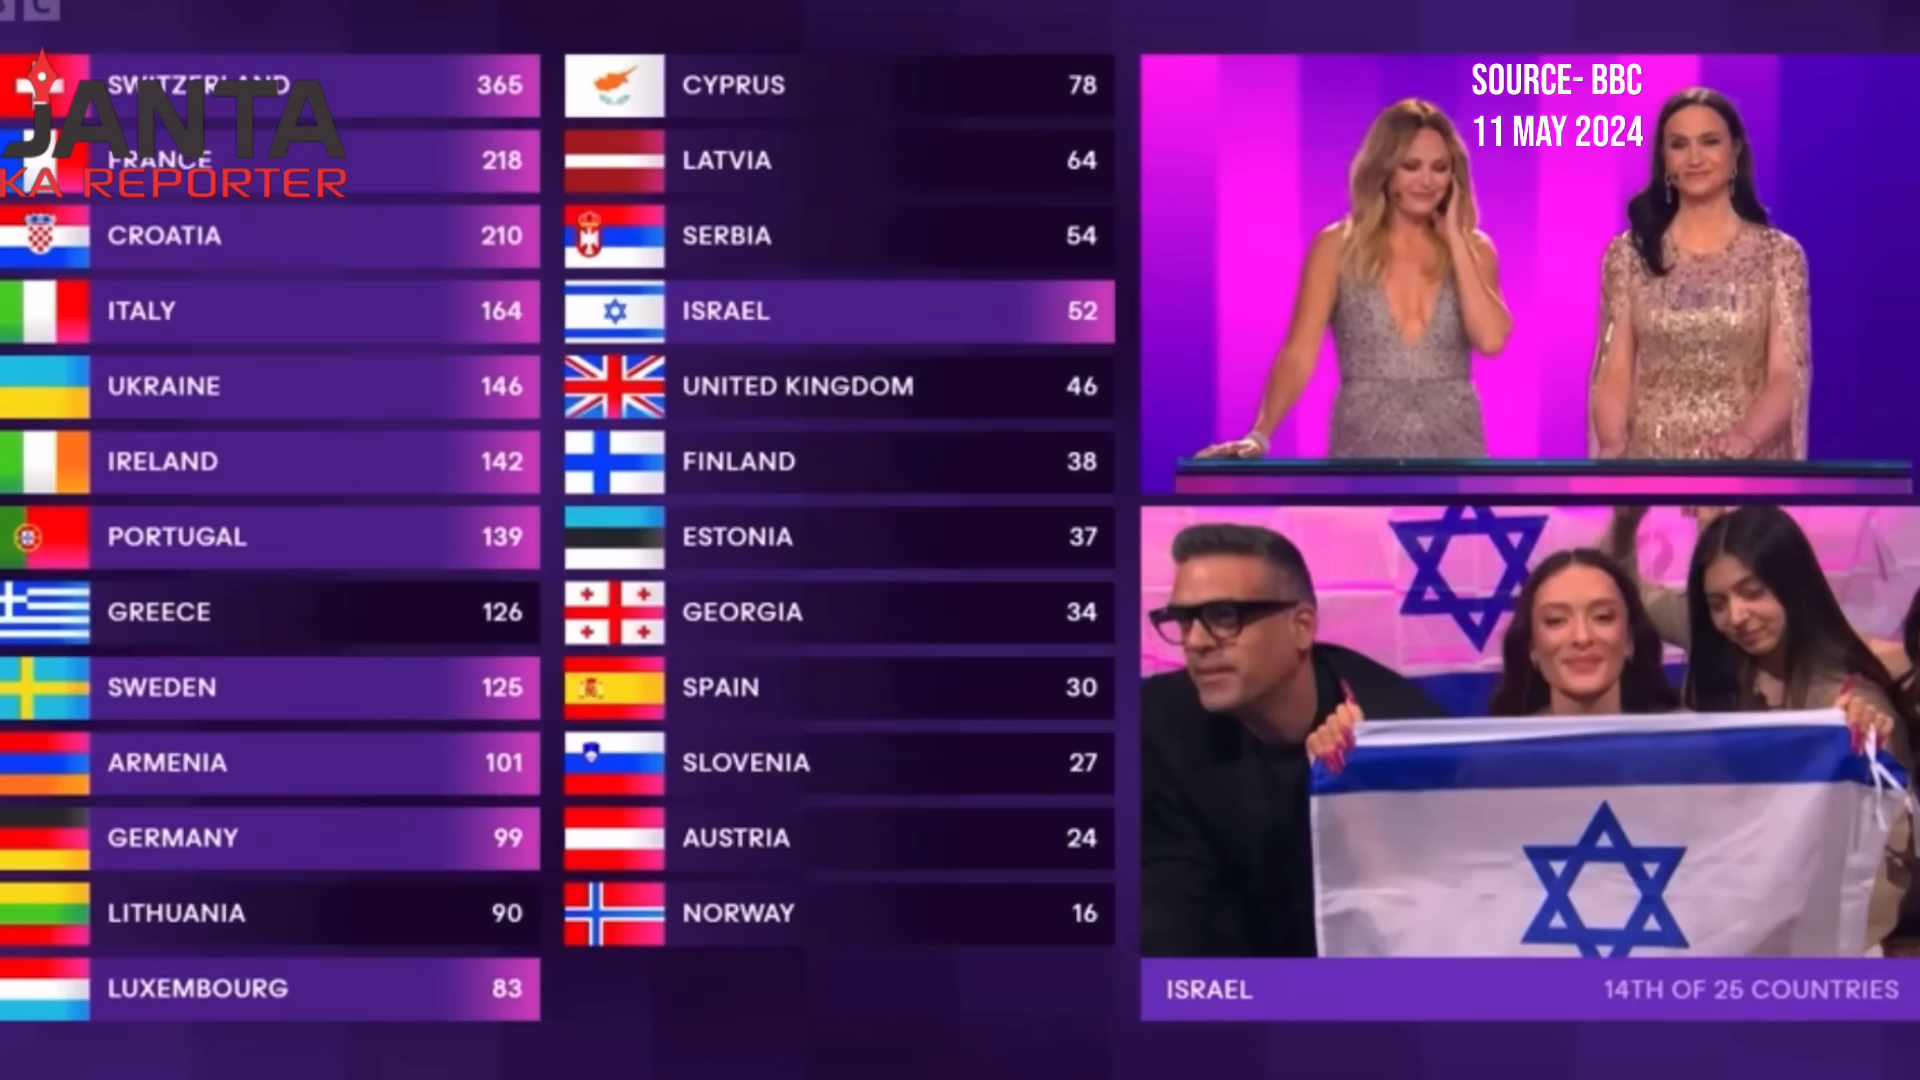 JANTA
KA REPORTER
SWITZERLAND 365
FRANCE 218
CROATIA 210
ITALY 164
UKRAINE 146
IRELAND 142
PORTUGAL 139
GREECE 126
SWEDEN 125
ARMENIA 101
GERMANY 99
LITHUANIA 90
LUXEMBOURG 83
CYPRUS 78
LATVIA 64
SERBIA 54
ISRAEL 52
UNITED KINGDOM 46
FINLAND 38
ESTONIA 37
GEORGIA 34
SPAIN 30
SLOVENIA 27
AUSTRIA 24
NORWAY 16
SOURCE- BBC
11 MAY 2024
ISRAEL 14TH OF 25 COUNTRIES